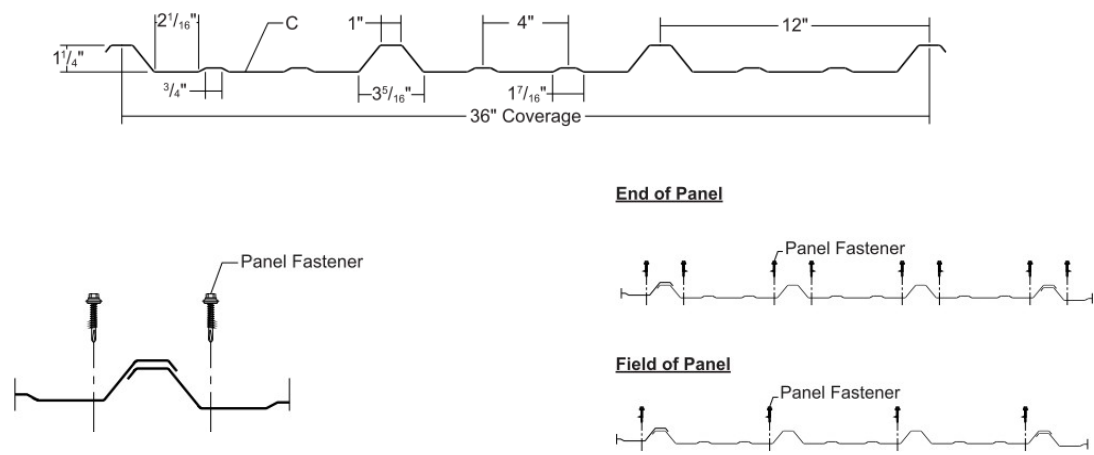 2 1/16"
C
1"
4"
12"
1 1/4"
3/4"
3 5/16"
1 7/16"
36" Coverage
End of Panel
Panel Fastener
Panel Fastener
Field of Panel
Panel Fastener